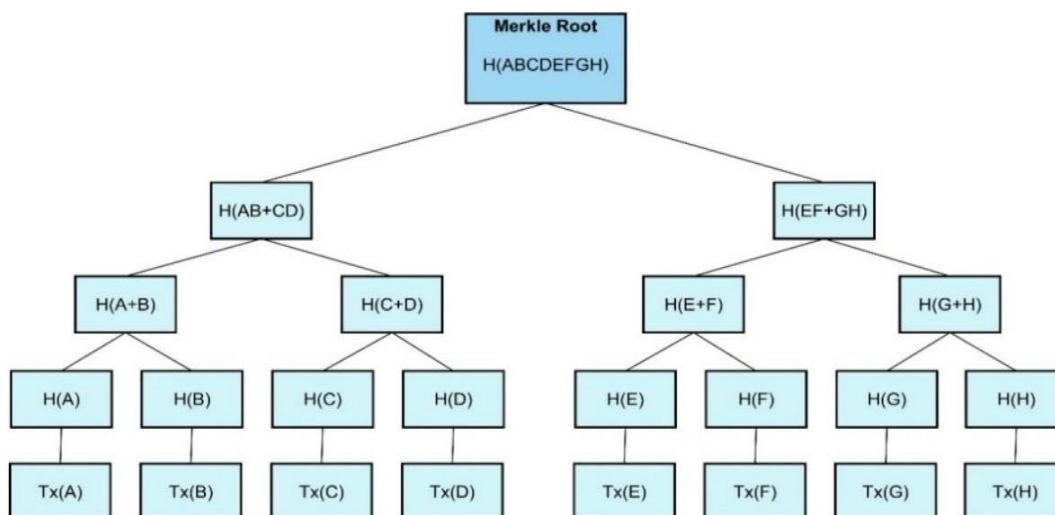 Merkle Root
H(ABCDEFGH)
H(AB+CD)
H(EF+GH)
H(A+B)
H(C+D)
H(E+F)
H(G+H)
H(A)
H(B)
H(C)
H(D)
H(E)
H(F)
H(G)
H(H)
Tx(A)
Tx(B)
Tx(C)
Tx(D)
Tx(E)
Tx(F)
Tx(G)
Tx(H)